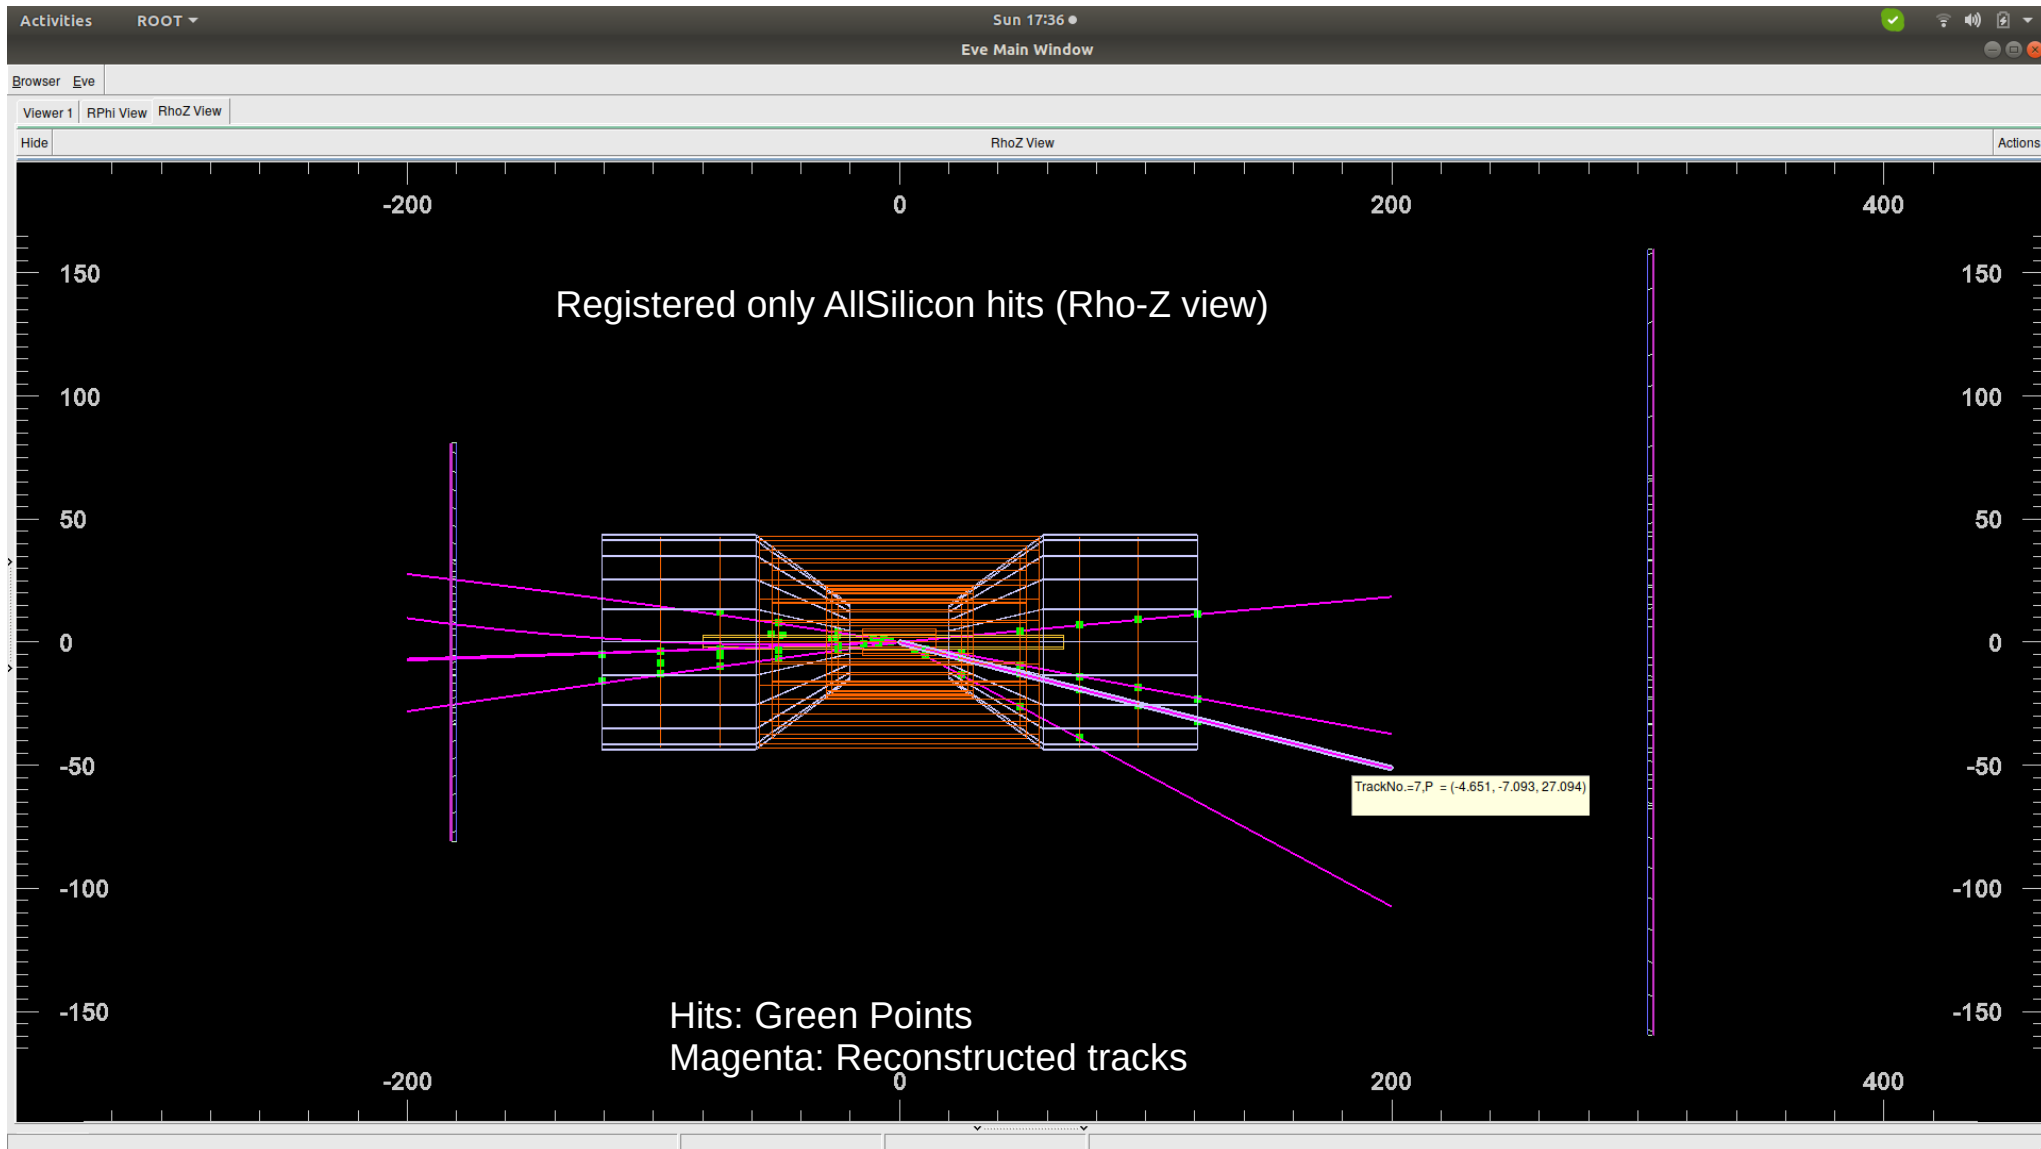 Activities ROOT Sun 17:36
Eve Main Window
Browser Eve
Viewer 1 RPhi View RhoZ View
Hide RhoZ View Actions
-200 0 200 400
150 150
Registered only AllSilicon hits (Rho-Z view)
100 100
50 50
0 0
-50 -50
TrackNo.=7,P = (-4.651, -7.093, 27.094)
-100 -100
-150 -150
Hits: Green Points
Magenta: Reconstructed tracks
-200 0 200 400